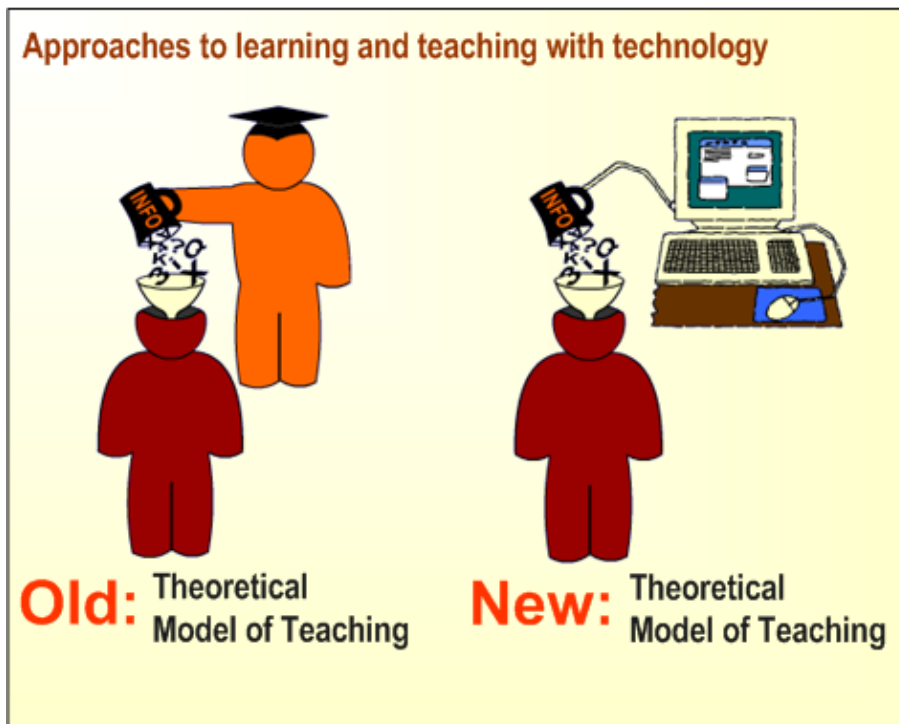 Approaches to learning and teaching with technology
INFO
INFO
Old: Theoretical
Model of Teaching
New: Theoretical
Model of Teaching